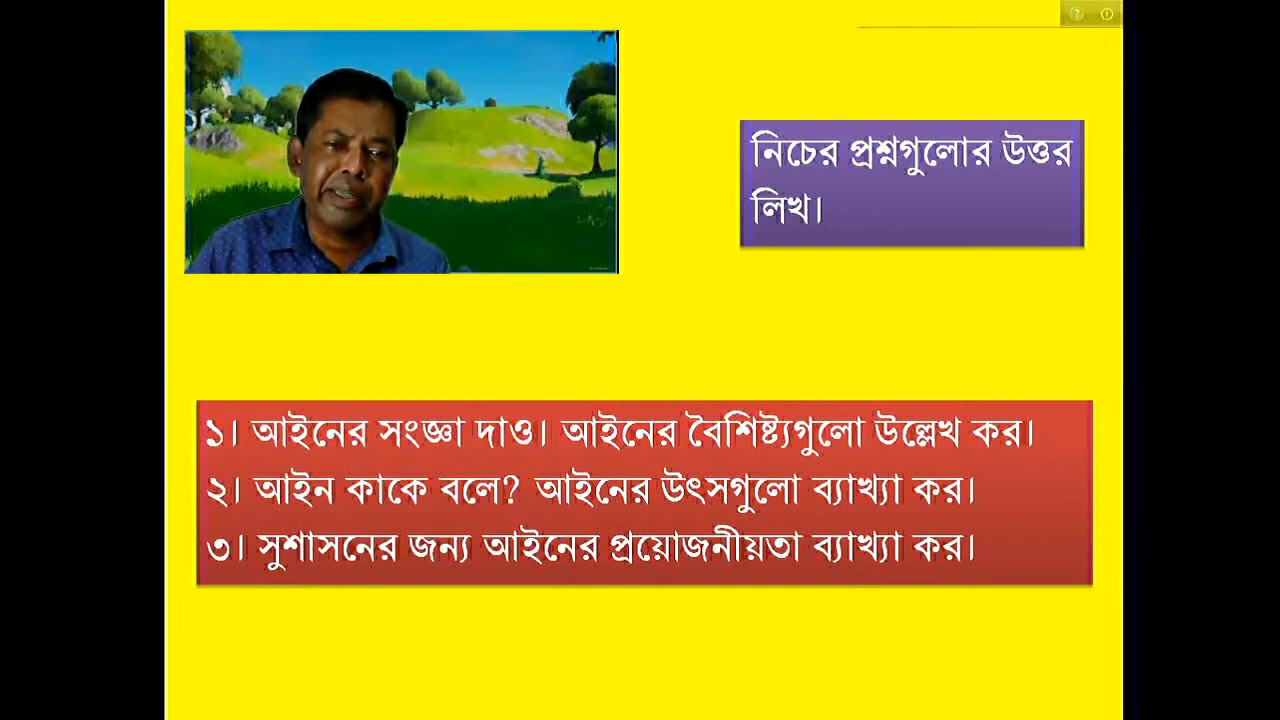 নিচের প্রশ্নগুলোর উত্তর
লিখ।
১। আইনের সংজ্ঞা দাও। আইনের বৈশিষ্ট্যগুলো উল্লেখ কর।
২। আইন কাকে বলে? আইনের উৎসগুলো ব্যাখ্যা কর।
৩। সুশাসনের জন্য আইনের প্রয়োজনীয়তা ব্যাখ্যা কর।